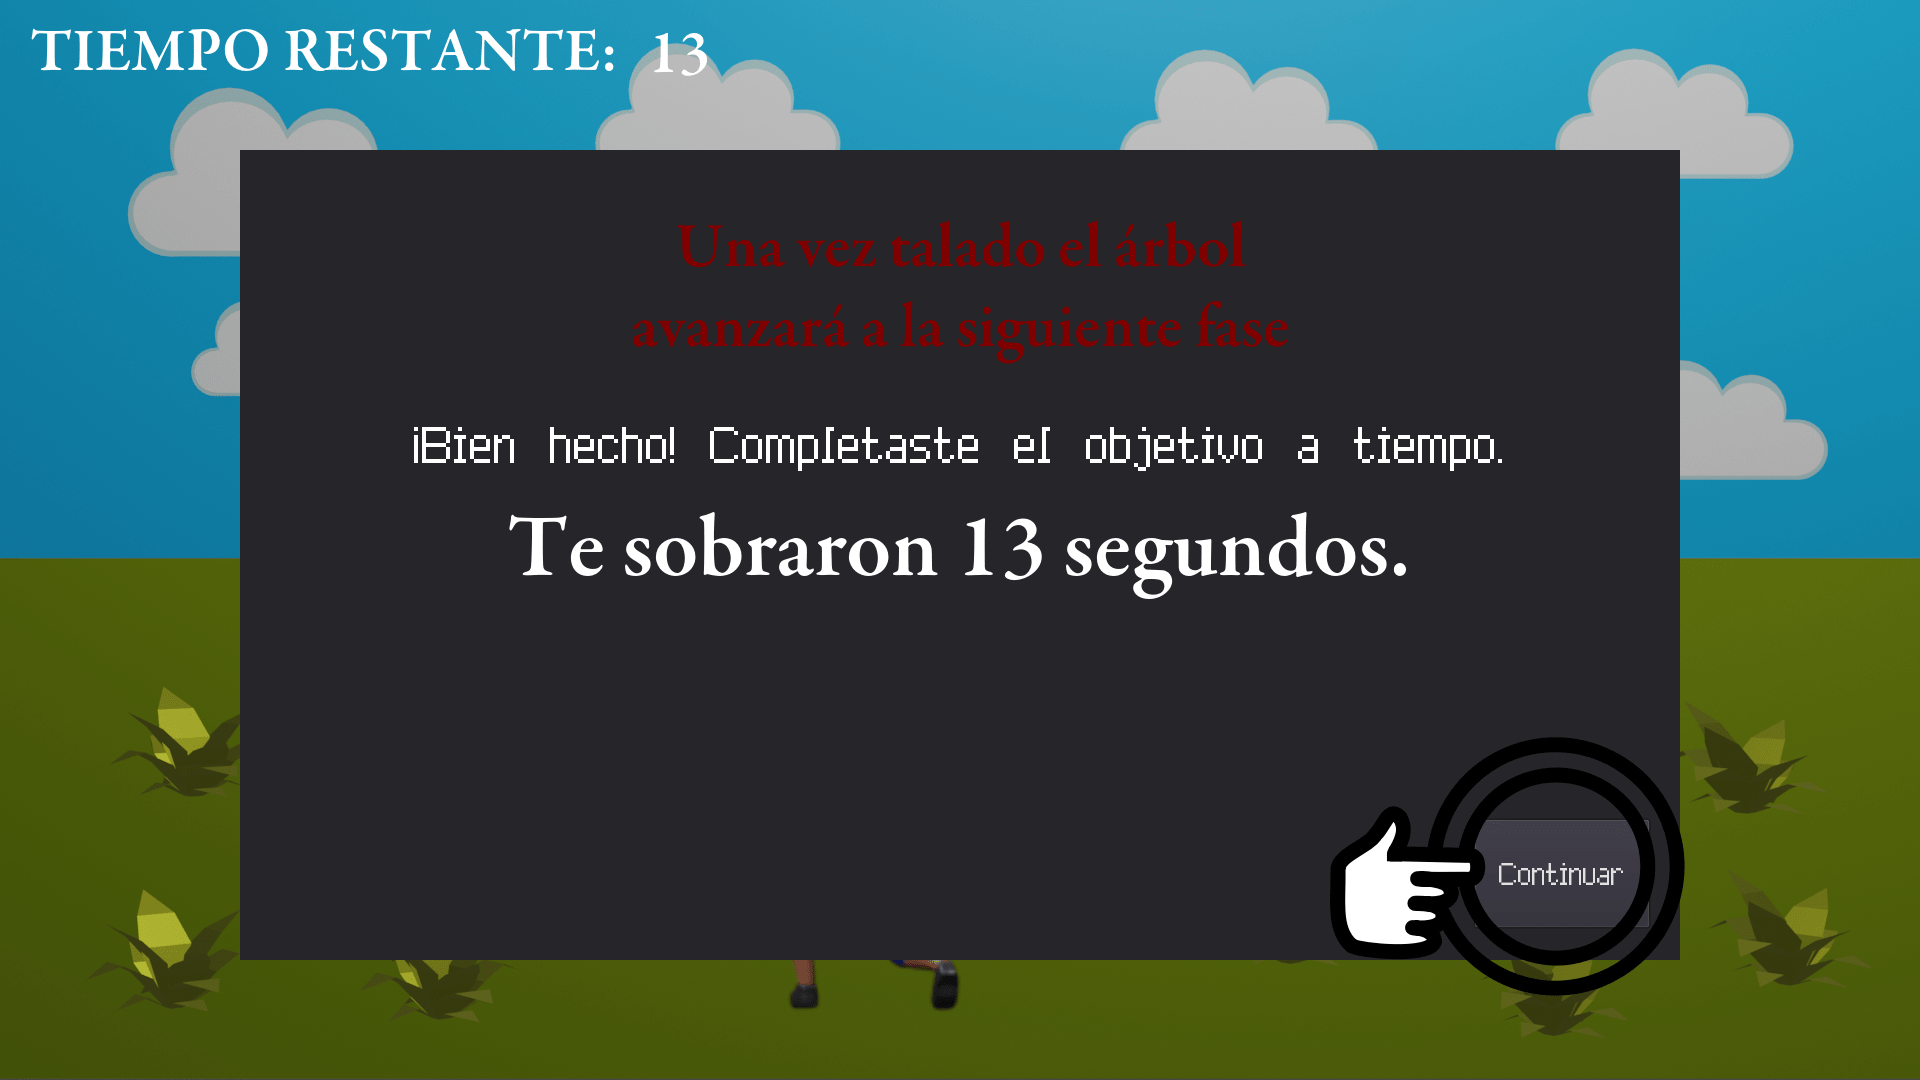 TIEMPO RESTANTE: 13
Una vez talado el árbol
avanzará a la siguiente fase
¡Bien hecho! Completaste el objetivo a tiempo.
Te sobraron 13 segundos.
Continuar